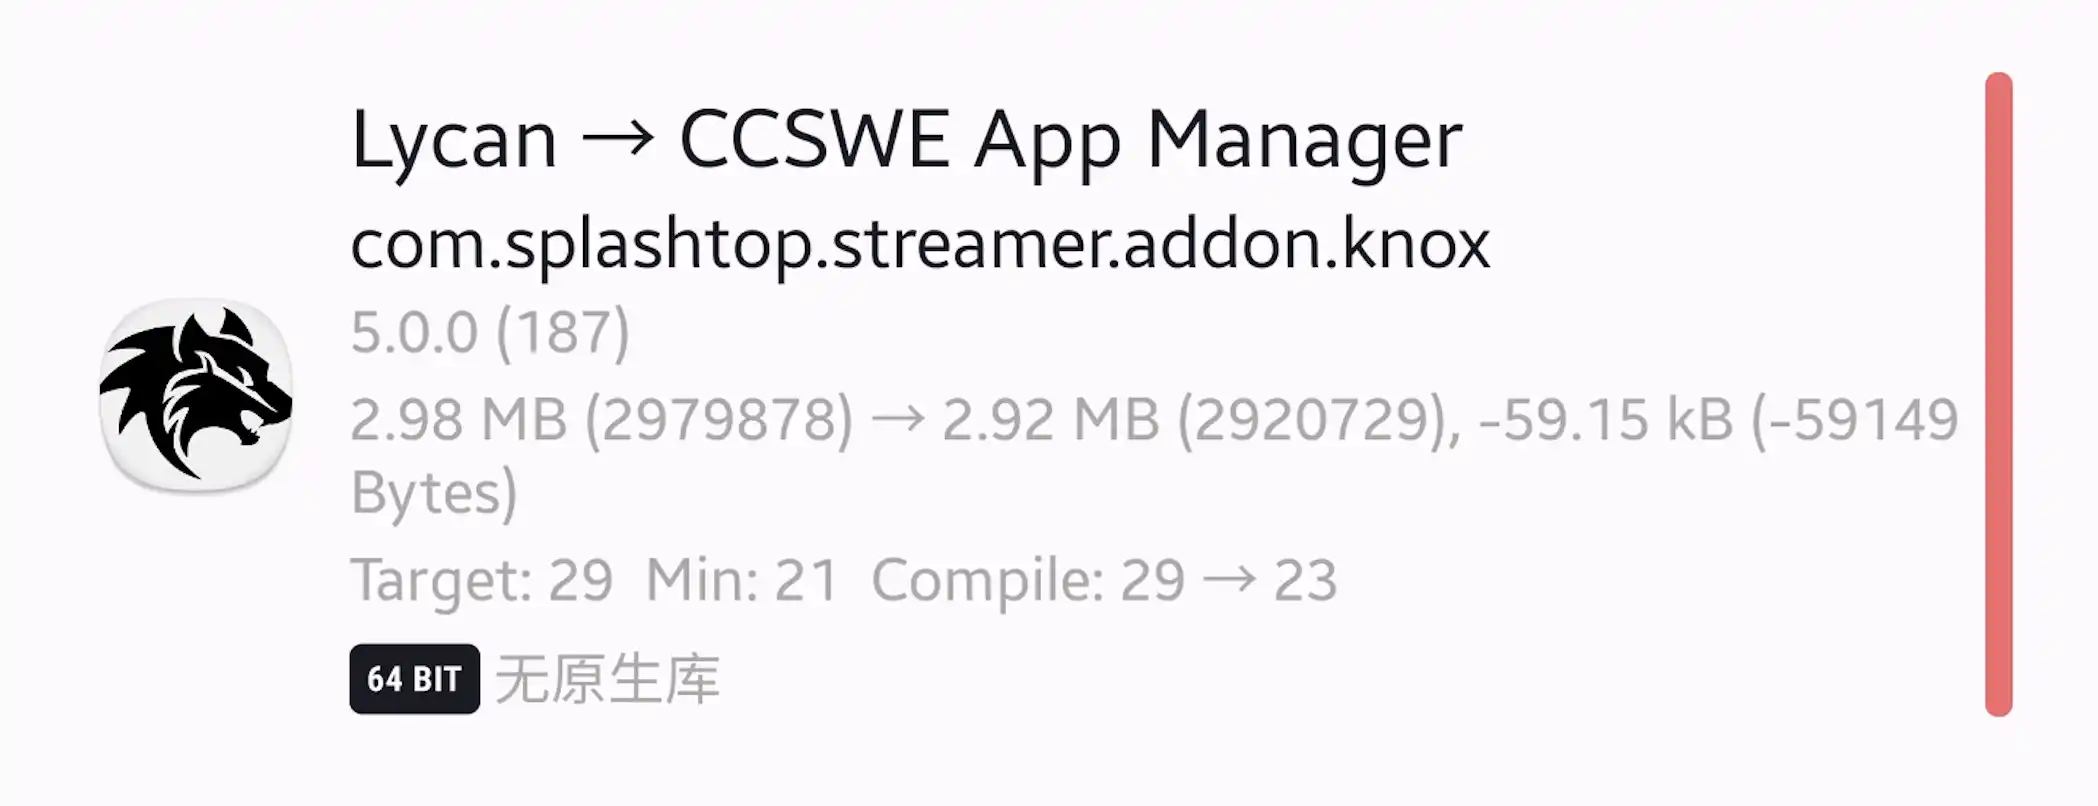 Lycan → CCSWE App Manager
com.splashtop.streamer.addon.knox
5.0.0 (187)
2.98 MB (2979878) → 2.92 MB (2920729), -59.15 kB (-59149
Bytes)
Target: 29  Min: 21  Compile: 29 → 23
64 BIT 无原生库